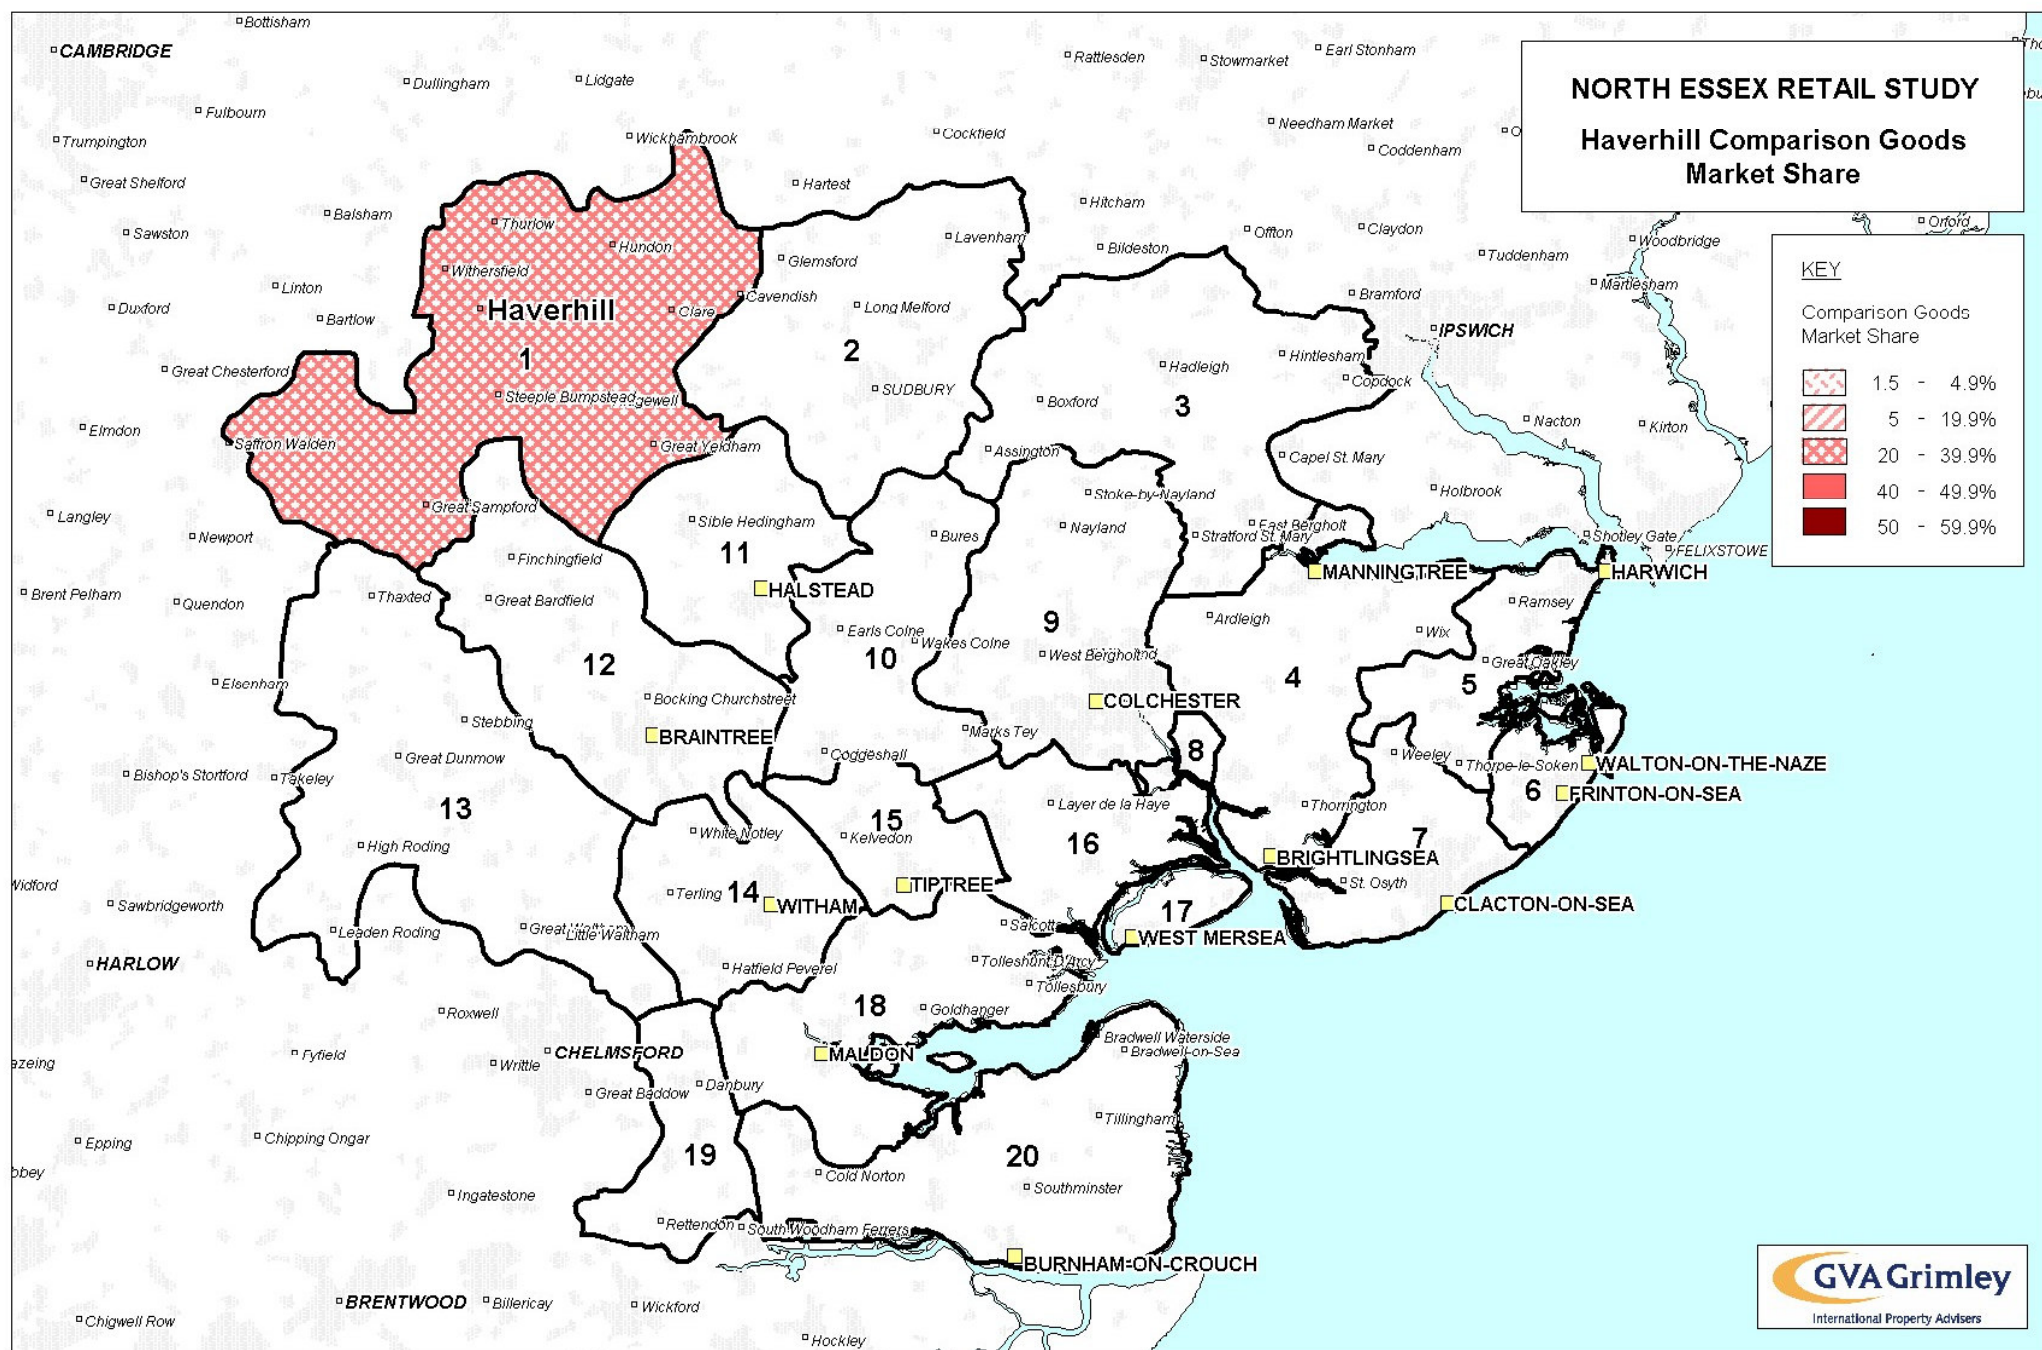 Bottisham
CAMBRIDGE
Rattlesden
Earl Stonham
Stowmarket
Dullingham
Lidgate
Fulbourn
NORTH ESSEX RETAIL STUDY
Haverhill Comparison Goods
Market Share
Trumpington
Wickhambrook
Cockfield
Needham Market
Coddenham
Great Shelford
Hartest
Balsham
Hitcham
Sawston
Thurlow
Hundon
Lavenham
Bildeston
Offton
Claydon
Tuddenham
Woodbridge
Orford
Withersfield
Glemsford
Linton
Cavendish
Bramford
Martlesham
KEY
Comparison Goods
Market Share
1.5 - 4.9%
5 - 19.9%
20 - 39.9%
40 - 49.9%
50 - 59.9%
Duxford
Bartlow
Haverhill
Clare
Long Melford
IPSWICH
1
2
3
Great Chesterford
Hadleigh
Hintlesham
Copdock
Steeple Bumpstead
SUDBURY
Boxford
Nacton
Kirton
Elmdon
Saffron Walden
Great Yeldham
Assington
Capel St. Mary
Langley
Great Sampford
Stoke-by-Nayland
Holbrook
Newport
Sible Hedingham
Bures
Nayland
Stratford St. Mary
East Bergholt
Shotley Gate
FELIXSTOWE
Finchingfield
11
HALSTEAD
MANNINGTREE
HARWICH
Brent Pelham
Quendon
Thaxted
Great Bardfield
Ramsey
Ardleigh
Wix
Earls Colne
Wakes Colne
9
12
10
West Bergholt
Great Oakley
4
5
Elsenham
Bocking Churchstreet
COLCHESTER
Stebbing
BRAINTREE
Marks Tey
8
Great Dunmow
Coggeshall
Weeley
Thorpe-le-Soken
WALTON-ON-THE-NAZE
Bishop's Stortford
Takeley
13
6
FRINTON-ON-SEA
Layer de la Haye
Thorrington
White Notley
15
Kelvedon
16
7
High Roding
BRIGHTLINGSEA
Widford
Terling
14
WITHAM
TIPTREE
St. Osyth
CLACTON-ON-SEA
Sawbridgeworth
17
WEST MERSEA
Leaden Roding
Little Waltham
Salcott
HARLOW
Hatfield Peverel
Tolleshunt D'Arcy
Tollesbury
18
Goldhanger
Roxwell
Bradwell Waterside
Bradwell-on-Sea
Fyfield
Writtle
CHELMSFORD
MALDON
azeing
Great Baddow
Danbury
Tillingham
Epping
Chipping Ongar
19
20
bbey
Cold Norton
Ingatestone
Southminster
Rettendon
South Woodham Ferrers
BURNHAM-ON-CROUCH
BRENTWOOD
Billericay
Wickford
Chigwell Row
Hockley
GVA Grimley
International Property Advisers